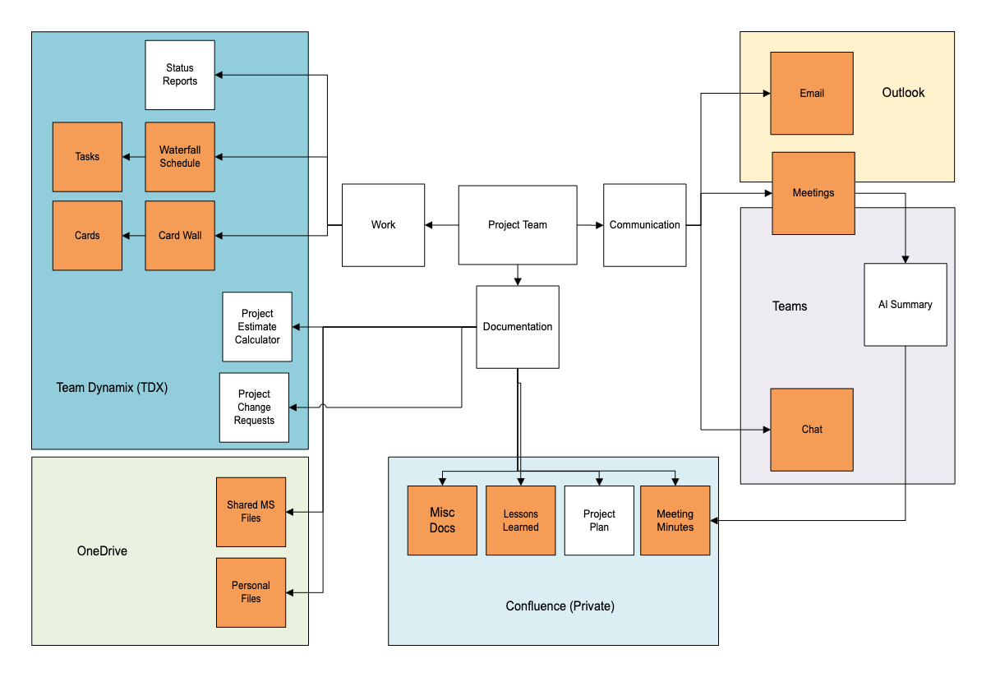 Status
Reports
Tasks
Waterfall
Schedule
Cards
Card Wall
Project
Estimate
Calculator
Team Dynamix (TDX)
Project
Change
Requests
OneDrive
Shared MS
Files
Personal
Files
Work
Project Team
Communication
Documentation
Misc
Docs
Lessons
Learned
Project
Plan
Meeting
Minutes
Confluence (Private)
Email
Outlook
Meetings
Teams
AI Summary
Chat